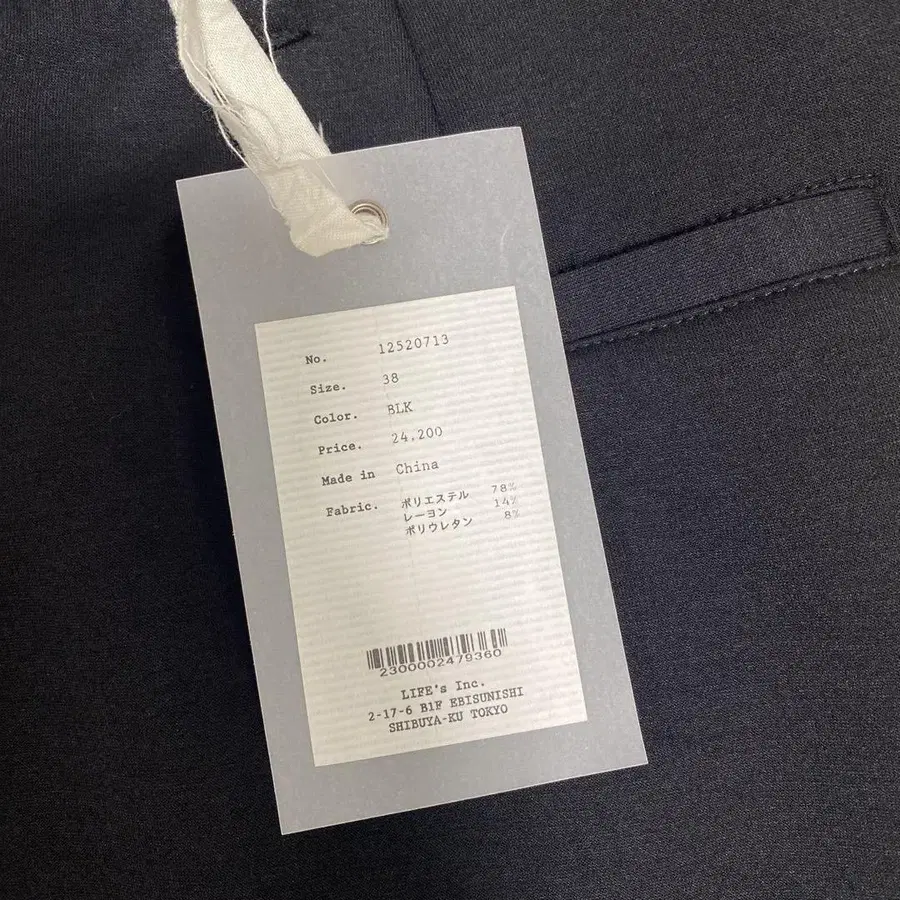 No. 12520713
Size. 38
Color. BLK
Price. 24.200
Made in China
Fabric. ポリエステル 78%
レーヨン 14%
ポリウレタン 8%
2300002479360
LIFE's Inc.
2-17-6 B1F EBISUNISHI
SHIBUYA-KU TOKYO